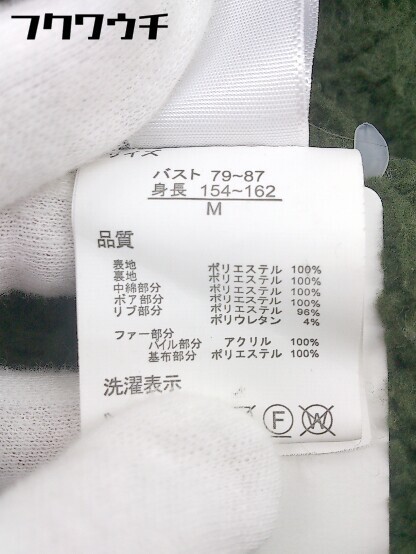 フクワウチ
サイズ
バスト 79~87
身長 154~162
M
品質
表地 ポリエステル 100%
裏地 ポリエステル 100%
中綿部分 ポリエステル 100%
ボア部分 ポリエステル 100%
リブ部分 ポリエステル 96%
ポリウレタン 4%
ファー部分
パイル部分 アクリル 100%
基布部分 ポリエステル 100%
洗濯表示
F W